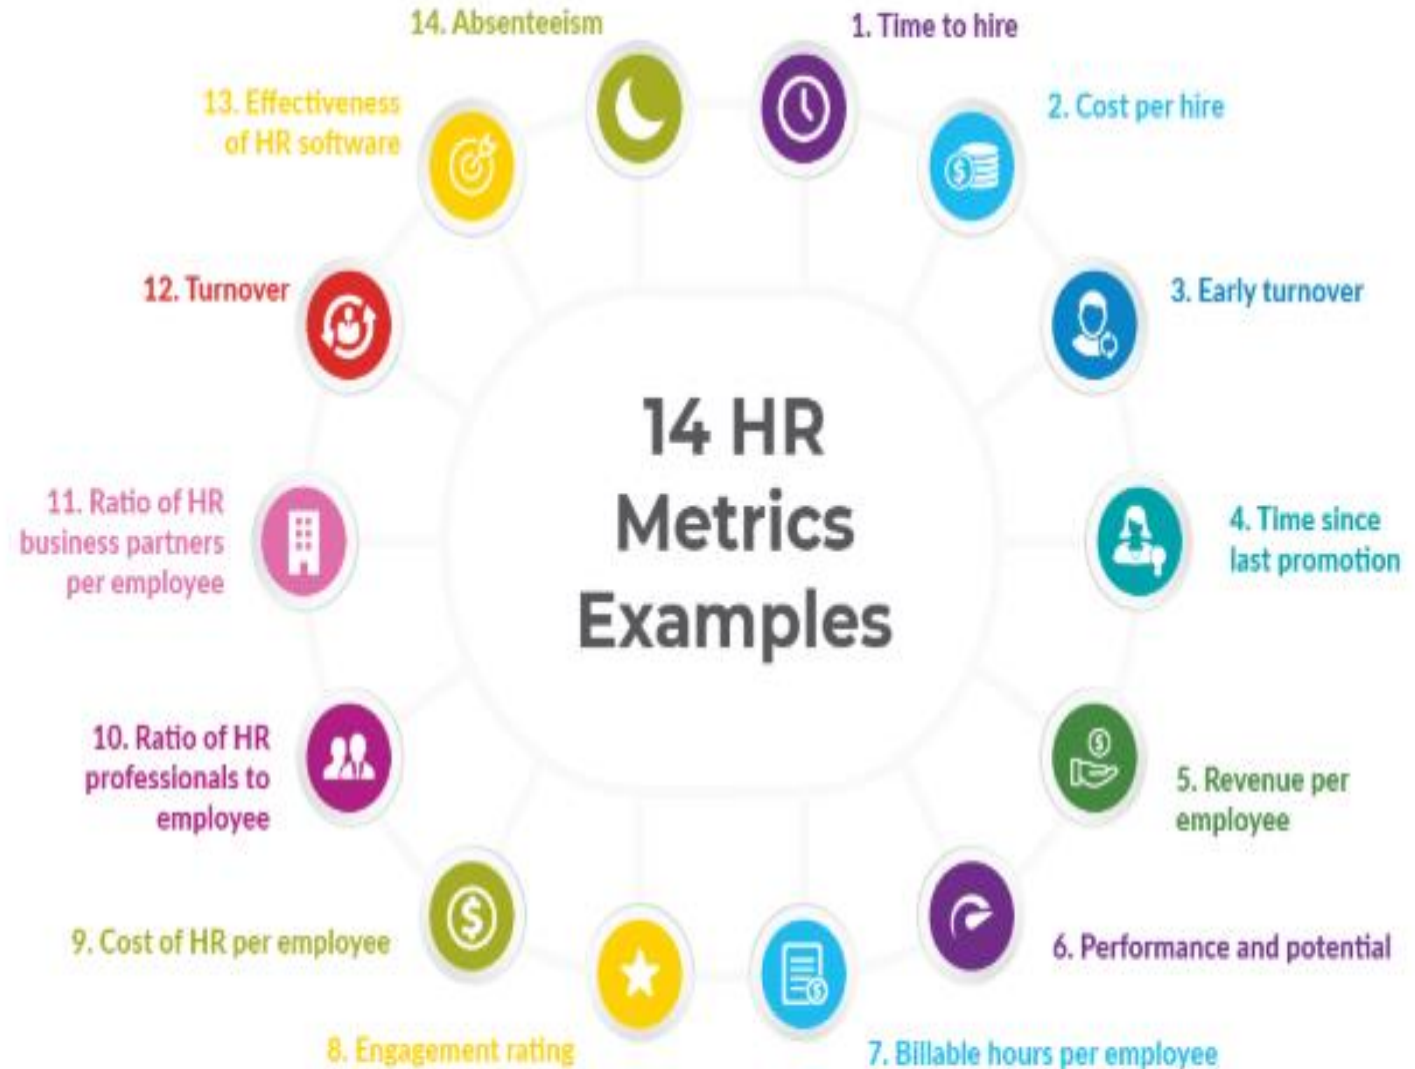 14 HR
Metrics
Examples
1. Time to hire
2. Cost per hire
3. Early turnover
4. Time since
last promotion
5. Revenue per
employee
6. Performance and potential
7. Billable hours per employee
8. Engagement rating
9. Cost of HR per employee
10. Ratio of HR
professionals to
employee
11. Ratio of HR
business partners
per employee
12. Turnover
13. Effectiveness
of HR software
14. Absenteeism